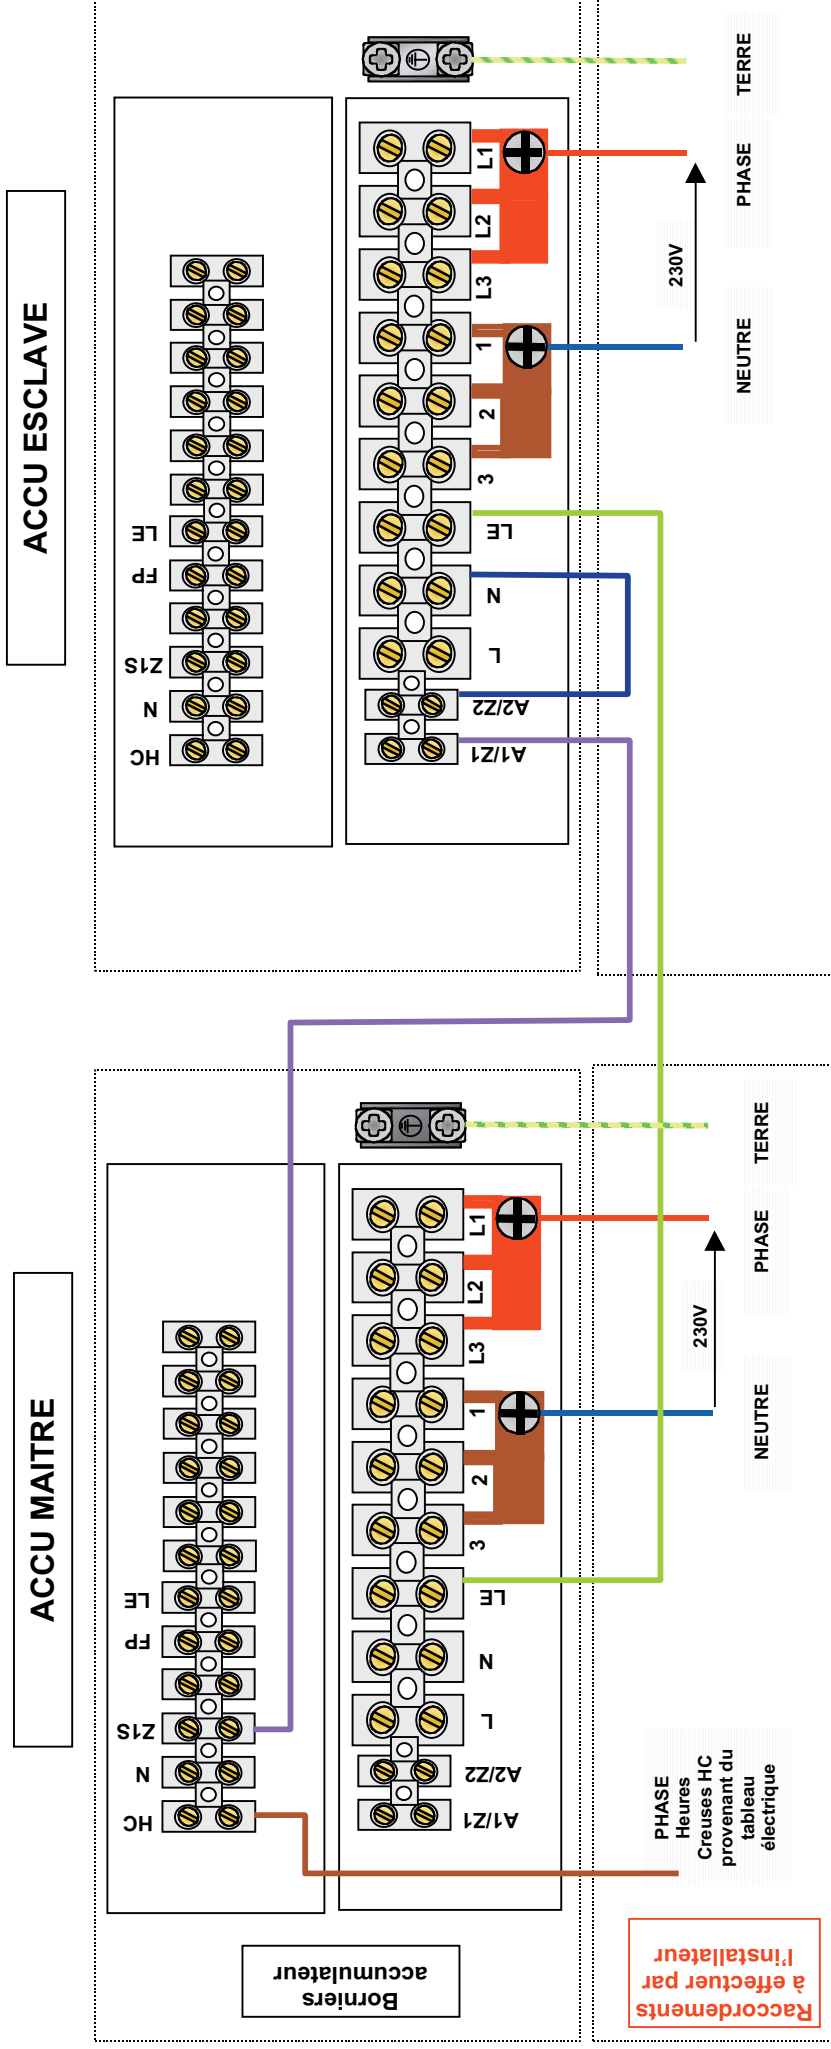 ACCU ESCLAVE
TERRE
PHASE
230V
NEUTRE
L1
L2
L3
1
2
3
LE
N
L
A2/Z2
A1/Z1
LE
FP
Z1S
N
HC
ACCU MAITRE
TERRE
PHASE
230V
NEUTRE
L1
L2
L3
1
2
3
LE
N
L
A2/Z2
A1/Z1
LE
FP
Z1S
N
HC
PHASE
Heures
Creuses HC
provenant du
tableau
électrique
Borniers
accumulateur
Raccordements
à effectuer par
l'installateur